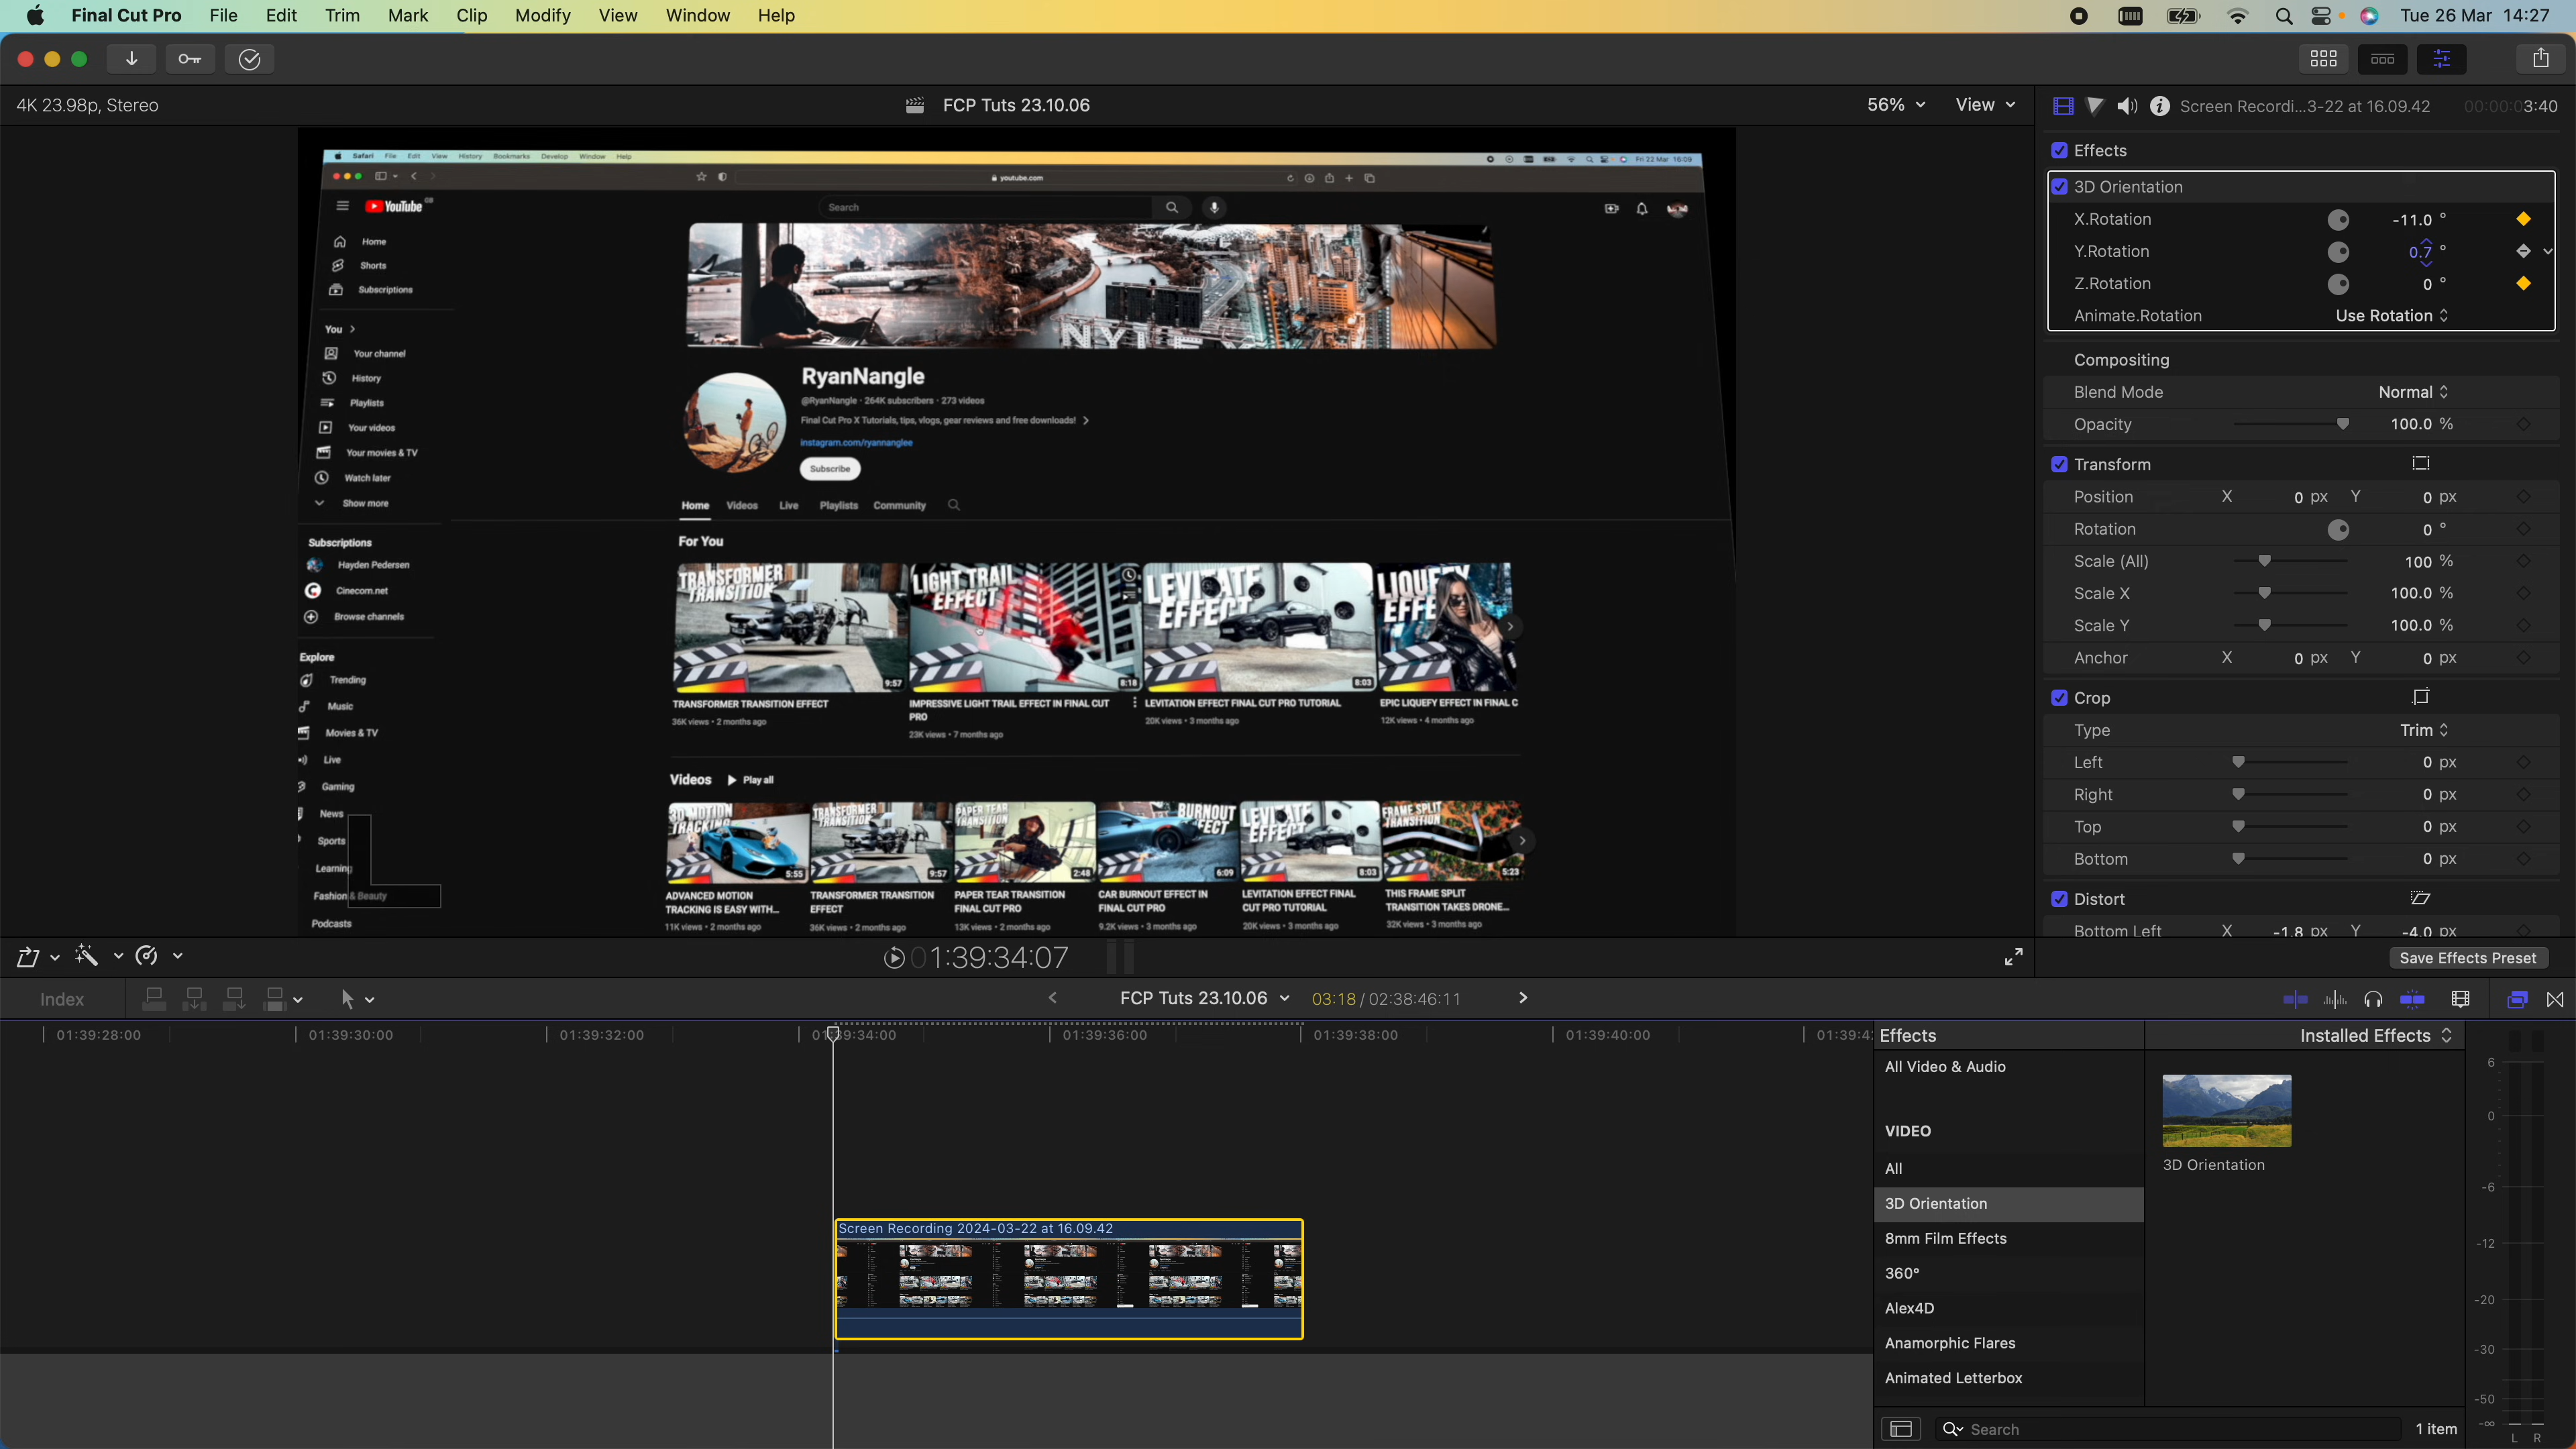 Final Cut Pro File Edit Trim Mark Clip Modify View Window Help Tue 26 Mar 14:27
4K 23.98p, Stereo FCP Tuts 23.10.06 56% View Screen Recordi...3-22 at 16.09.42 00:00:03:40
Safari File Edit View History Bookmarks Develop Window Help Fri 22 Mar 16:09
youtube.com
YouTube GB Search
Home
Shorts
Subscriptions
You
Your channel
History
Playlists
Your videos
Your movies & TV
Watch later
Show more
Subscriptions
Hayden Pedersen
Cinecom.net
Browse channels
Explore
Trending
Music
Movies & TV
Live
Gaming
News
Sports
Learning
Fashion & Beauty
Podcasts
RyanNangle
@RyanNangle · 264K subscribers · 273 videos
Final Cut Pro X Tutorials, tips, vlogs, gear reviews and free downloads!
instagram.com/ryannanglee
Subscribe
Home Videos Live Playlists Community
For You
TRANSFORMER TRANSITION
LIGHT TRAIL EFFECT
LEVITATE EFFECT
LIQUEFY
9:57 8:18 8:03
TRANSFORMER TRANSITION EFFECT
36K views • 2 months ago
IMPRESSIVE LIGHT TRAIL EFFECT IN FINAL CUT PRO
23K views • 7 months ago
LEVITATION EFFECT FINAL CUT PRO TUTORIAL
20K views • 3 months ago
EPIC LIQUEFY EFFECT IN FINAL C
12K views • 4 months ago
Videos Play all
3D MOTION TRACKING
TRANSFORMER TRANSITION
PAPER TEAR TRANSITION
BURNOUT
LEVITATE EFFECT
FRAME SPLIT TRANSITION
5:55 9:57 2:48 6:09 8:03 5:23
ADVANCED MOTION TRACKING IS EASY WITH...
11K views • 2 months ago
TRANSFORMER TRANSITION EFFECT
36K views • 2 months ago
PAPER TEAR TRANSITION FINAL CUT PRO
13K views • 2 months ago
CAR BURNOUT EFFECT IN FINAL CUT PRO
9.2K views • 3 months ago
LEVITATION EFFECT FINAL CUT PRO TUTORIAL
20K views • 3 months ago
THIS FRAME SPLIT TRANSITION TAKES DRONE...
32K views • 3 months ago
Effects
3D Orientation
X.Rotation -11.0 °
Y.Rotation 0.7 °
Z.Rotation 0 °
Animate.Rotation Use Rotation
Compositing
Blend Mode Normal
Opacity 100.0 %
Transform
Position X 0 px Y 0 px
Rotation 0 °
Scale (All) 100 %
Scale X 100.0 %
Scale Y 100.0 %
Anchor X 0 px Y 0 px
Crop
Type Trim
Left 0 px
Right 0 px
Top 0 px
Bottom 0 px
Distort
Bottom Left X -1.8 px Y -4.0 px
Save Effects Preset
01:39:34:07
Index FCP Tuts 23.10.06 03:18 / 02:38:46:11
01:39:28:00 01:39:30:00 01:39:32:00 01:39:34:00 01:39:36:00 01:39:38:00 01:39:40:00 01:39:4
Screen Recording 2024-03-22 at 16.09.42
Effects Installed Effects
All Video & Audio
VIDEO
All
3D Orientation
8mm Film Effects
360°
Alex4D
Anamorphic Flares
Animated Letterbox
3D Orientation
Search 1 item
6
0
-6
-12
-20
-30
-50
-∞
L R